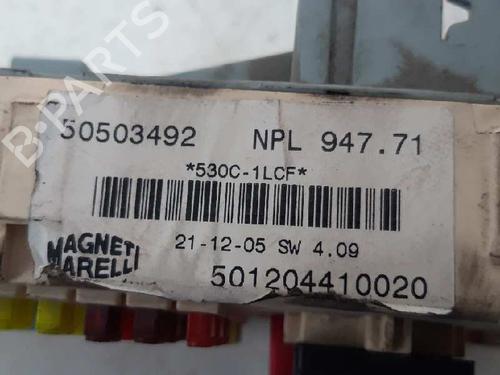 B-PARTS
50503492 NPL 947.71
*530C-1LCF*
21-12-05 SW 4.09
MAGNETI
MARELLI
501204410020